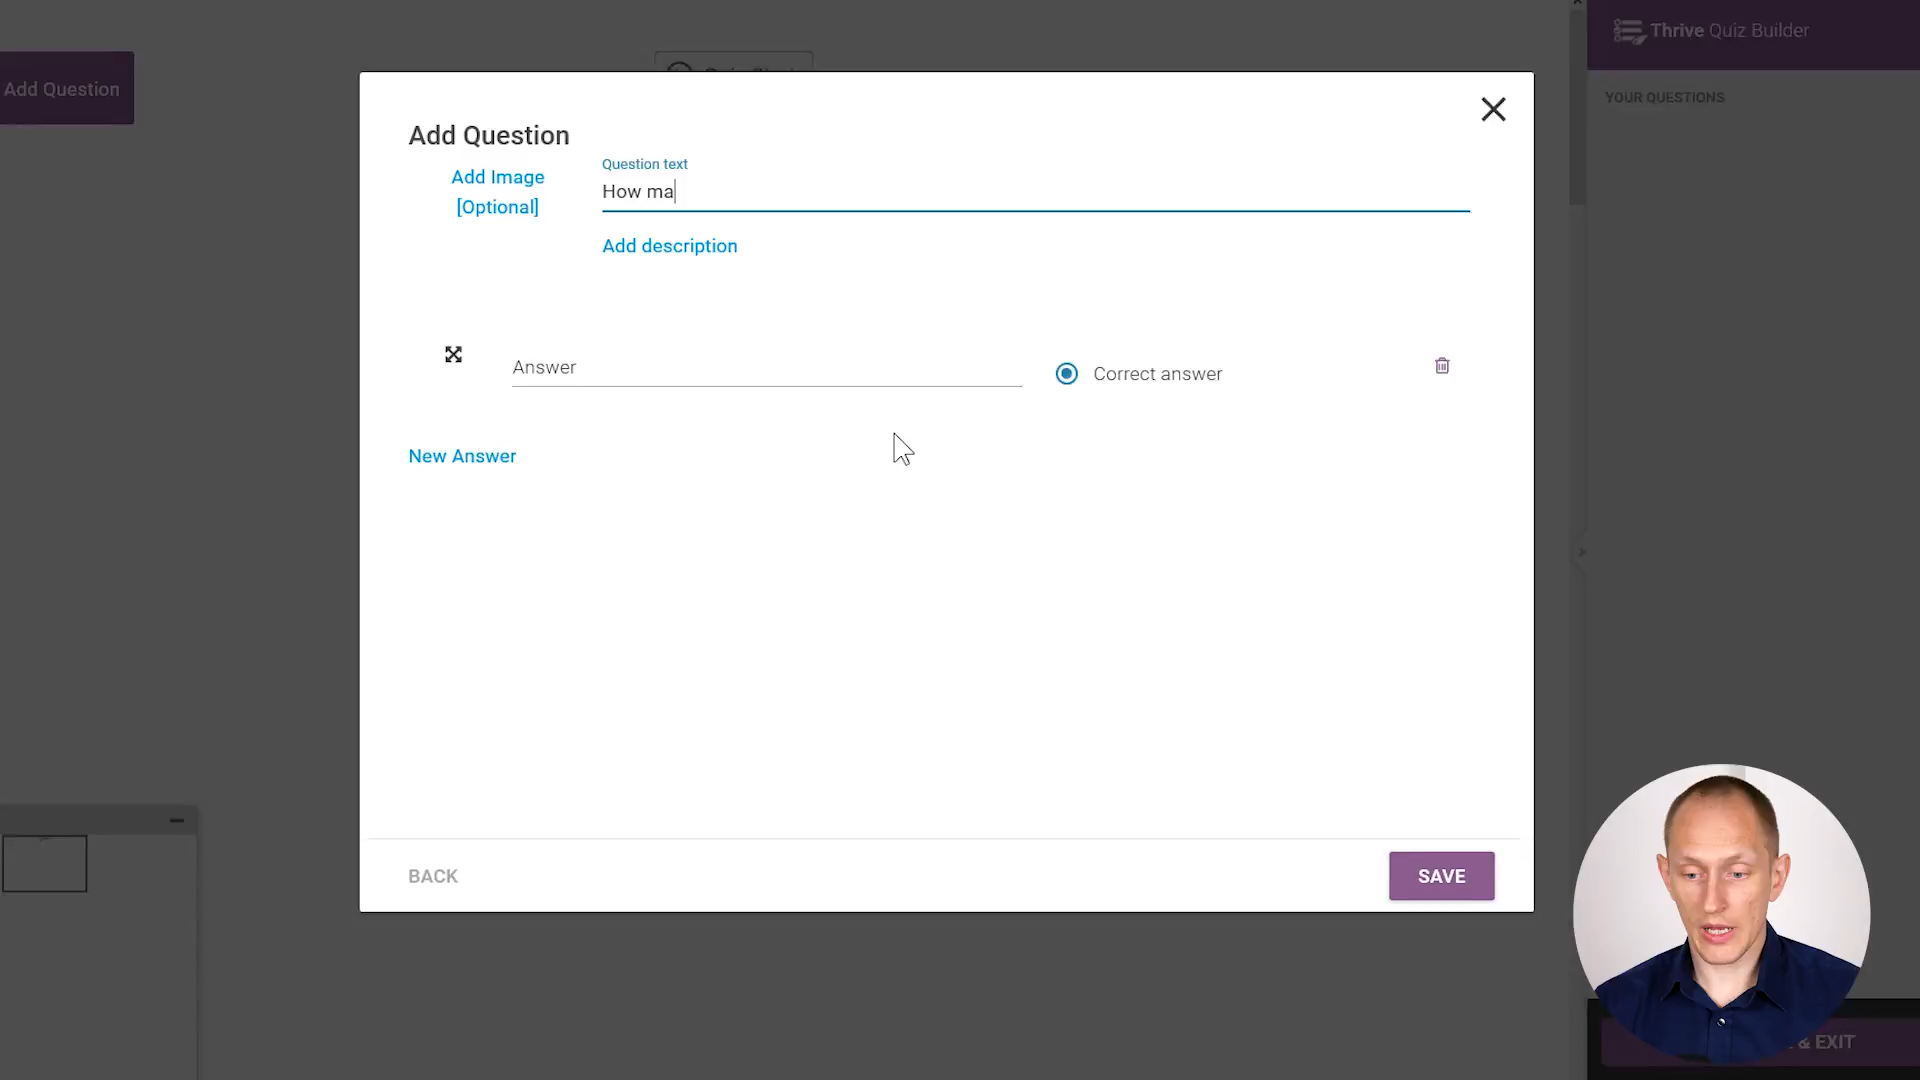 Thrive Quiz Builder
Add Question
YOUR QUESTIONS
Add Question
Add Image
[Optional]
Question text
How ma
Add description
Answer
Correct answer
New Answer
BACK
SAVE
& EXIT